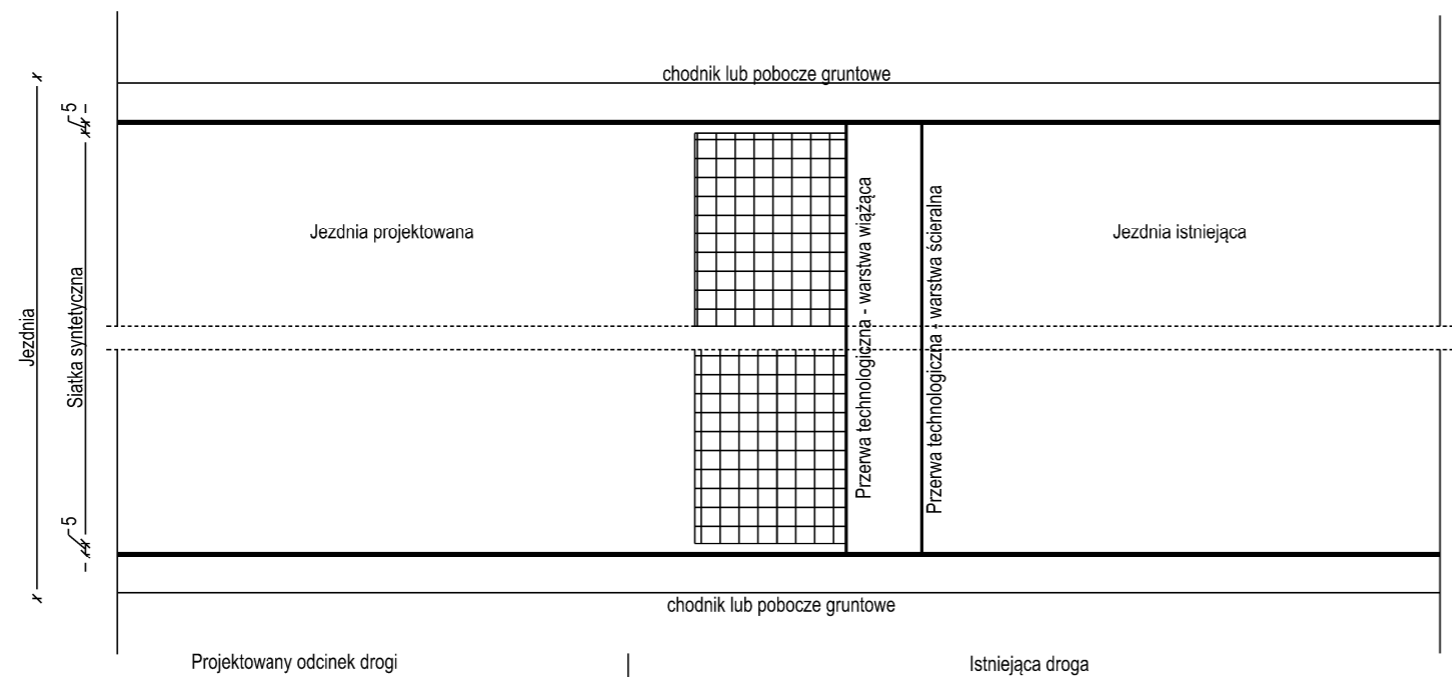 chodnik lub pobocze gruntowe
5
Jezdnia
Siatka syntetyczna
Jezdnia projektowana
Przerwa technologiczna - warstwa wiążąca
Przerwa technologiczna - warstwa ścieralna
Jezdnia istniejąca
5
chodnik lub pobocze gruntowe
Projektowany odcinek drogi
Istniejąca droga